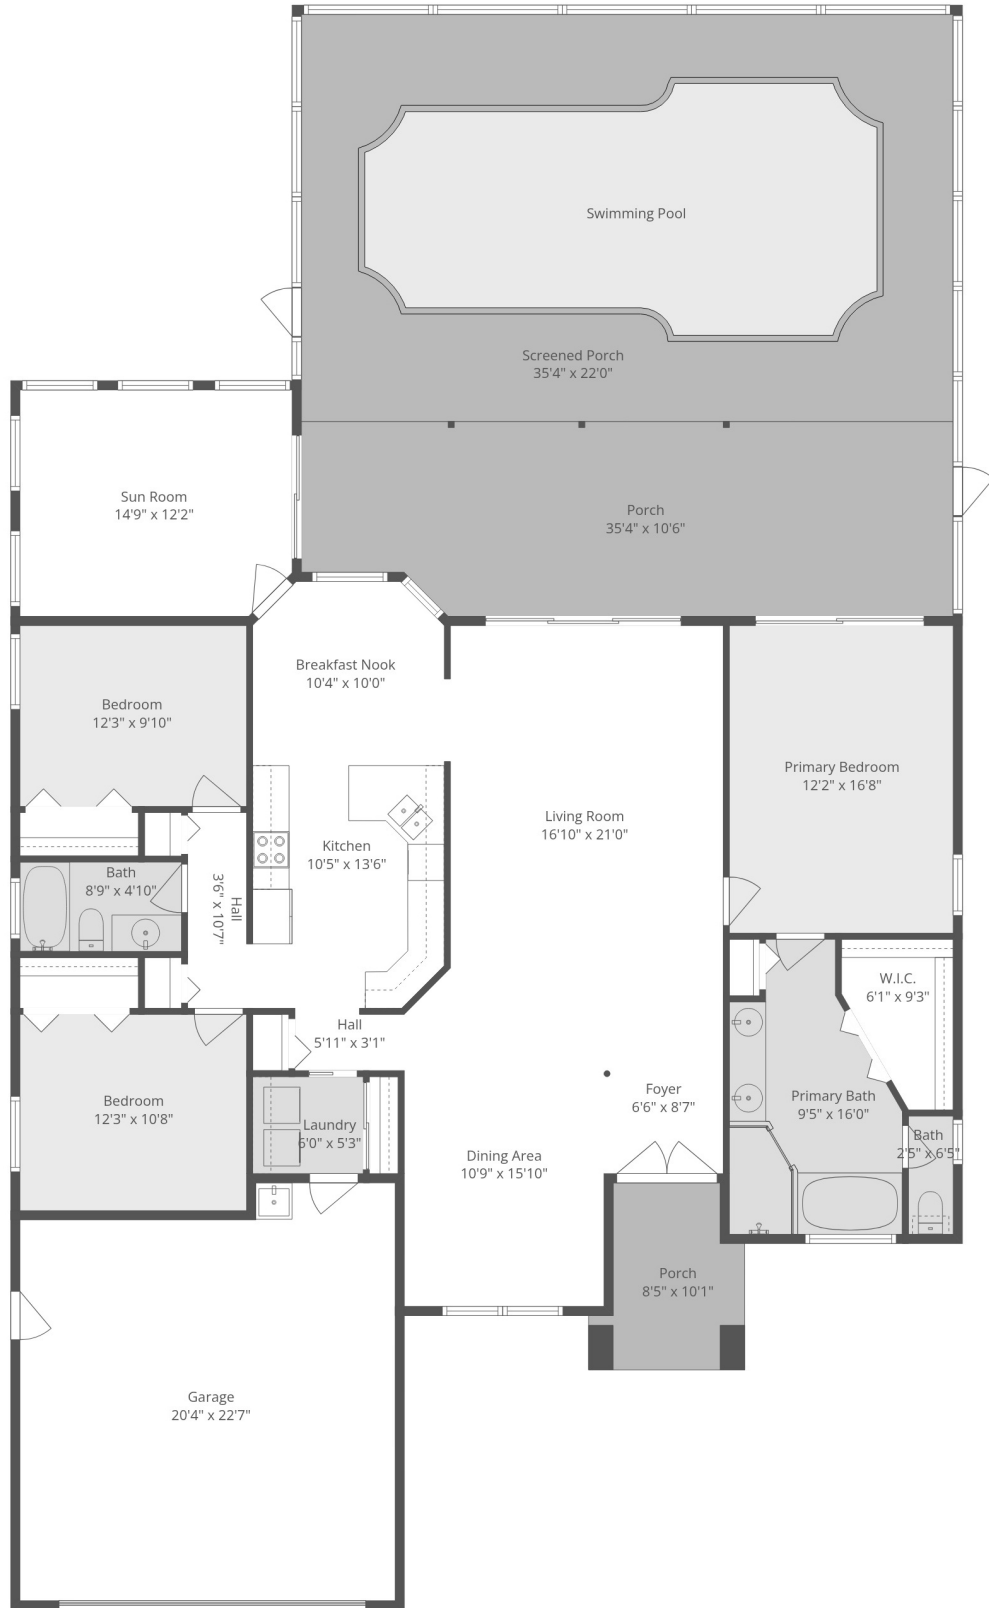 Swimming Pool
Screened Porch
35'4" x 22'0"
Sun Room
14'9" x 12'2"
Porch
35'4" x 10'6"
Breakfast Nook
10'4" x 10'0"
Bedroom
12'3" x 9'10"
Primary Bedroom
12'2" x 16'8"
Living Room
16'10" x 21'0"
Kitchen
10'5" x 13'6"
Bath
8'9" x 4'10"
Hall
3'6" x 10'7"
W.I.C.
6'1" x 9'3"
Hall
5'11" x 3'1"
Foyer
6'6" x 8'7"
Primary Bath
9'5" x 16'0"
Bedroom
12'3" x 10'8"
Laundry
6'0" x 5'3"
Bath
2'5" x 6'5"
Dining Area
10'9" x 15'10"
Porch
8'5" x 10'1"
Garage
20'4" x 22'7"